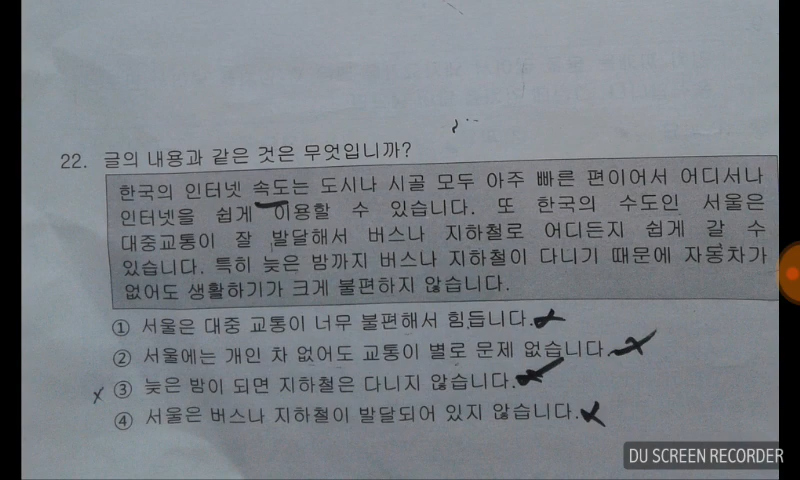 22. 글의 내용과 같은 것은 무엇입니까?
한국의 인터넷 속도는 도시나 시골 모두 아주 빠른 편이어서 어디서나
인터넷을 쉽게 이용할 수 있습니다. 또 한국의 수도인 서울은
대중교통이 잘 발달해서 버스나 지하철로 어디든지 쉽게 갈 수
있습니다. 특히 늦은 밤까지 버스나 지하철이 다니기 때문에 자동차가
없어도 생활하기가 크게 불편하지 않습니다.
① 서울은 대중 교통이 너무 불편해서 힘듭니다.
② 서울에는 개인 차 없어도 교통이 별로 문제 없습니다.
③ 늦은 밤이 되면 지하철은 다니지 않습니다.
④ 서울은 버스나 지하철이 발달되어 있지 않습니다.
DU SCREEN RECORDER